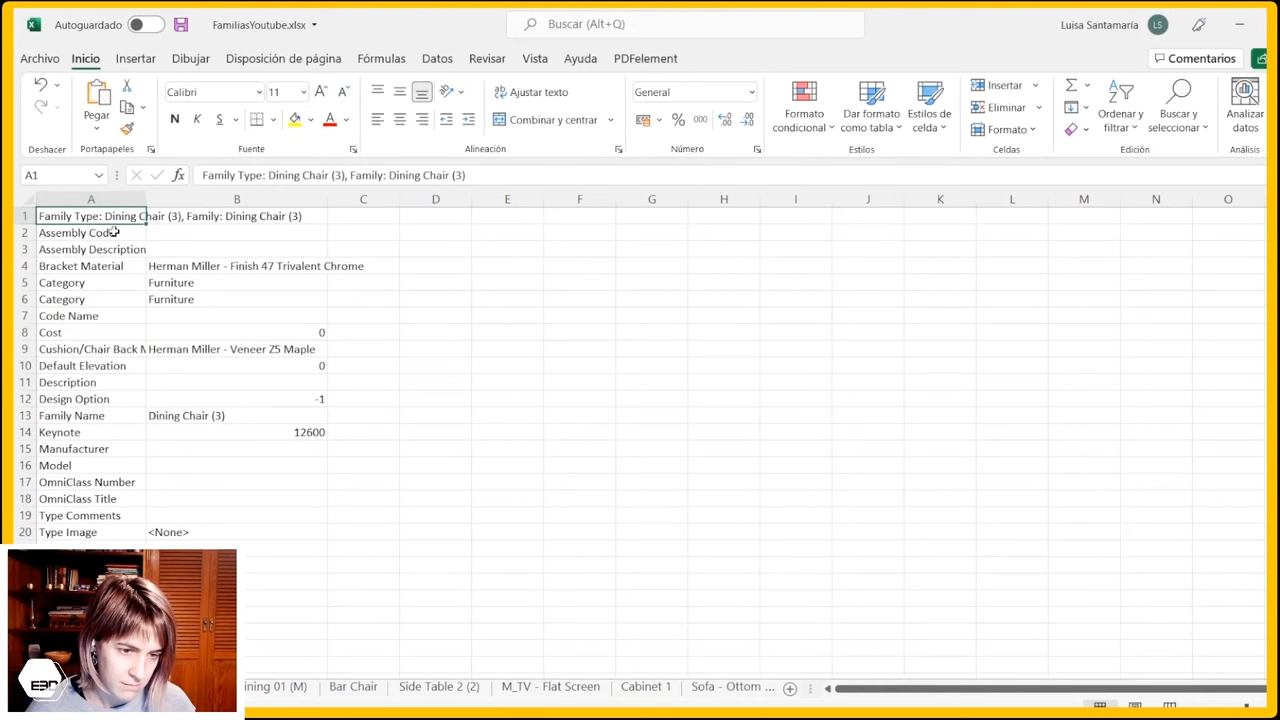 Autoguardado
FamiliasYoutube.xlsx
Buscar (Alt+Q)
Luisa Santamaría
LS
Archivo Inicio Insertar Dibujar Disposición de página Fórmulas Datos Revisar Vista Ayuda PDFelement
Comentarios
Pegar
Calibri 11
N K S
Ajustar texto
Combinar y centrar
General
% 000
Formato condicional
Dar formato como tabla
Estilos de celda
Insertar
Eliminar
Formato
Ordenar y filtrar
Buscar y seleccionar
Analizar datos
Deshacer Portapapeles Fuente Alineación Número Estilos Celdas Edición Análisis
A1 fx Family Type: Dining Chair (3), Family: Dining Chair (3)
A B C D E F G H I J K L M N O
1 Family Type: Dining Chair (3), Family: Dining Chair (3)
2 Assembly Code
3 Assembly Description
4 Bracket Material Herman Miller - Finish 47 Trivalent Chrome
5 Category Furniture
6 Category Furniture
7 Code Name
8 Cost 0
9 Cushion/Chair Back M Herman Miller - Veneer Z5 Maple
10 Default Elevation 0
11 Description
12 Design Option -1
13 Family Name Dining Chair (3)
14 Keynote 12600
15 Manufacturer
16 Model
17 OmniClass Number
18 OmniClass Title
19 Type Comments
20 Type Image <None>
E3D
ining 01 (M) Bar Chair Side Table 2 (2 M_TV - Flat Screen Cabinet 1 Sofa - Ottom ...